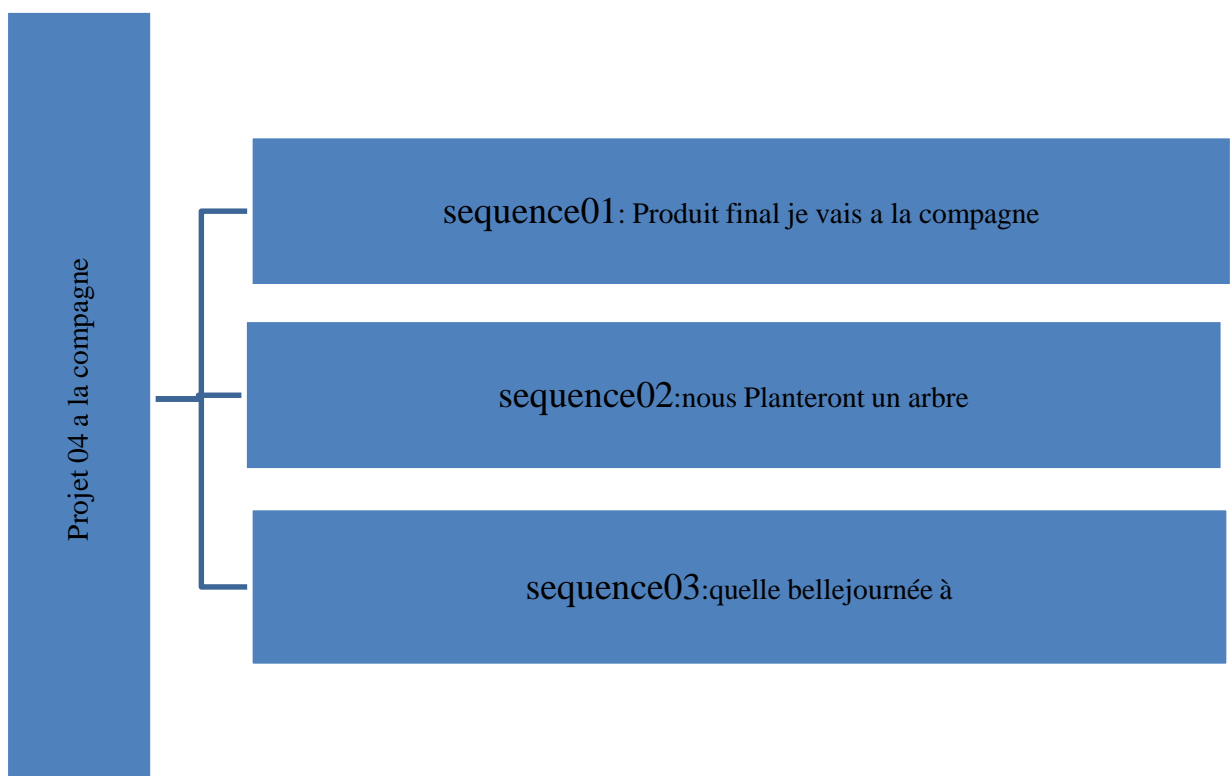 Projet 04 a la compagne
sequence01: Produit final je vais a la compagne
sequence02:nous Planteront un arbre
sequence03:quelle bellejournée à